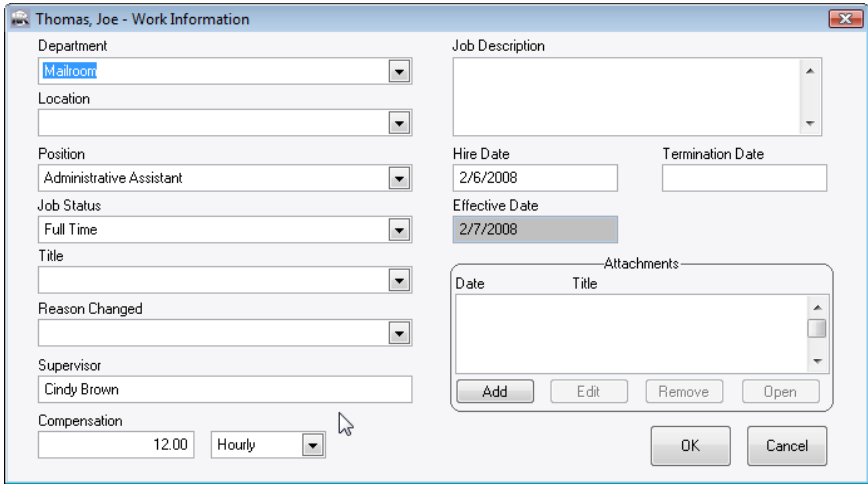 Thomas, Joe - Work Information
Department
Mailroom
Location
Position
Administrative Assistant
Job Status
Full Time
Title
Reason Changed
Supervisor
Cindy Brown
Compensation
12.00 Hourly
Job Description
Hire Date Termination Date
2/6/2008
Effective Date
2/7/2008
Attachments
Date Title
Add Edit Remove Open
OK Cancel